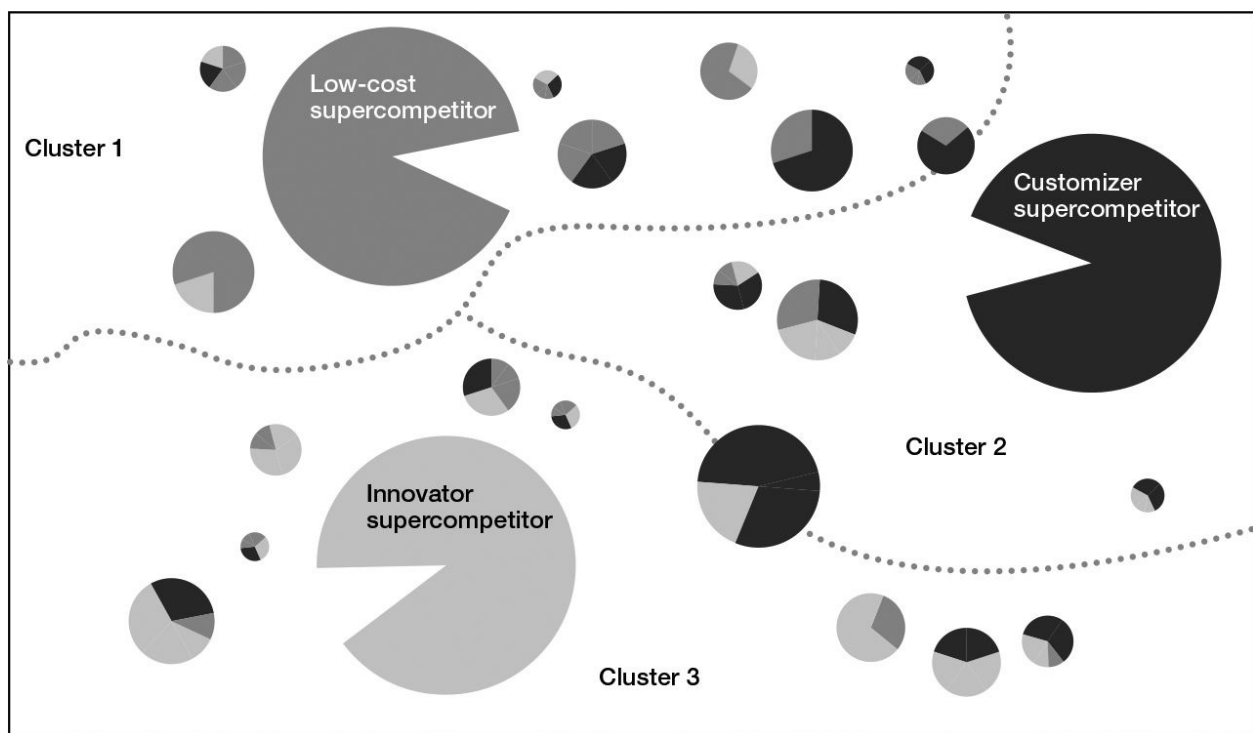 Low-cost
supercompetitor
Cluster 1
Customizer
supercompetitor
Cluster 2
Innovator
supercompetitor
Cluster 3